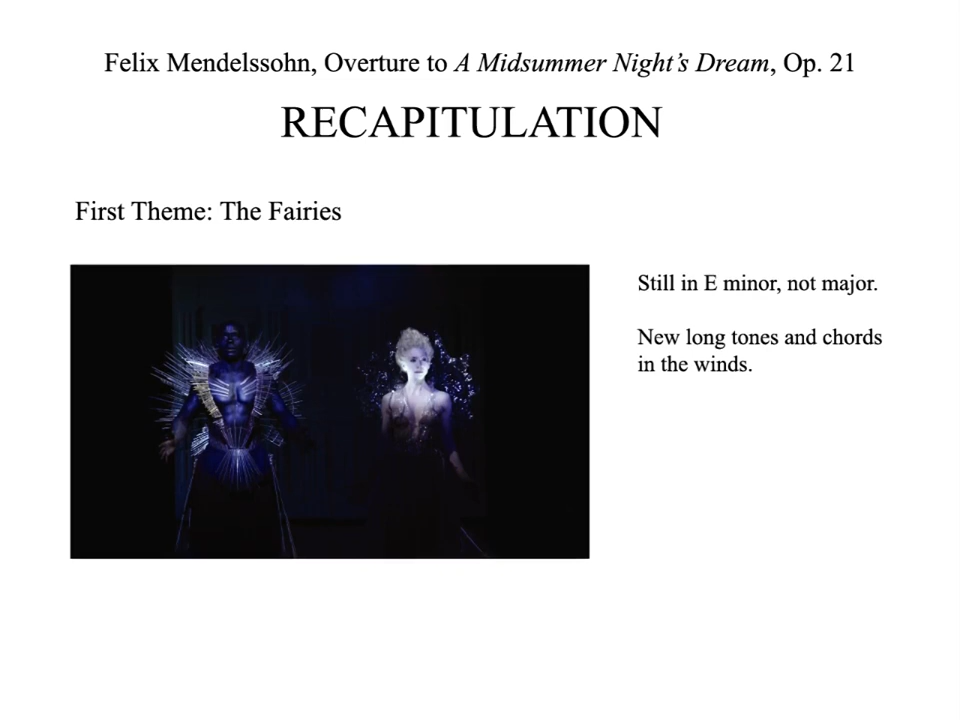 Felix Mendelssohn, Overture to A Midsummer Night’s Dream, Op. 21
RECAPITULATION
First Theme: The Fairies
Still in E minor, not major.
New long tones and chords
in the winds.